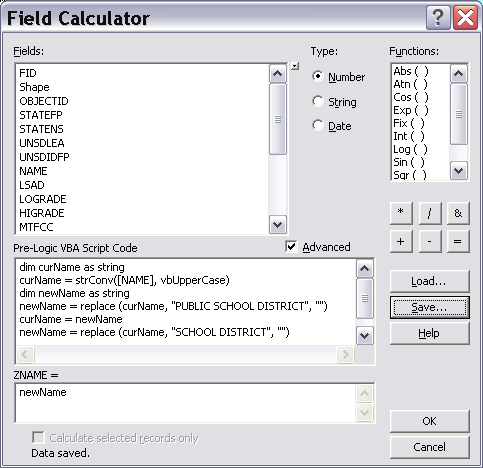 Field Calculator
Fields:
FID
Shape
OBJECTID
STATEFP
STATENS
UNSDLEA
UNSDIDFP
NAME
LSAD
LOGRADE
HIGRADE
MTFCC
Type:
Number
String
Date
Functions:
Abs ( )
Atn ( )
Cos ( )
Exp ( )
Fix ( )
Int ( )
Log ( )
Sin ( )
Sqr ( )
* / &
+ - =
Pre-Logic VBA Script Code
Advanced
dim curName as string
curName = strConv([NAME], vbUpperCase)
dim newName as string
newName = replace (curName, "PUBLIC SCHOOL DISTRICT", "")
curName = newName
newName = replace (curName, "SCHOOL DISTRICT", "")
Load...
Save...
Help
ZNAME =
newName
Calculate selected records only
Data saved.
OK
Cancel